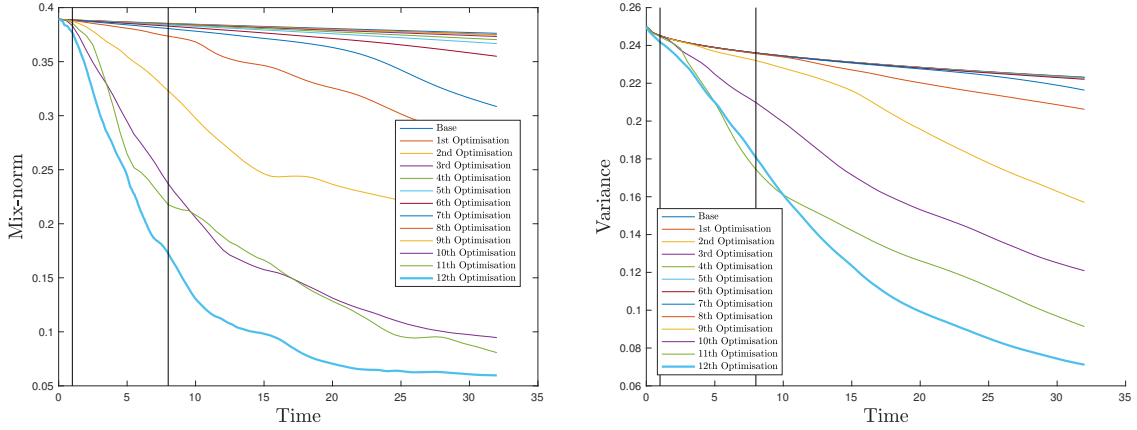 0.4
0.35
0.3
0.25
0.2
0.15
0.1
0.05
Mix-norm
0
5
10
15
20
25
30
35
Time
Base
1st Optimisation
2nd Optimisation
3rd Optimisation
4th Optimisation
5th Optimisation
6th Optimisation
7th Optimisation
8th Optimisation
9th Optimisation
10th Optimisation
11th Optimisation
12th Optimisation
0.26
0.24
0.22
0.2
0.18
0.16
0.14
0.12
0.1
0.08
0.06
Variance
0
5
10
15
20
25
30
35
Time
Base
1st Optimisation
2nd Optimisation
3rd Optimisation
4th Optimisation
5th Optimisation
6th Optimisation
7th Optimisation
8th Optimisation
9th Optimisation
10th Optimisation
11th Optimisation
12th Optimisation